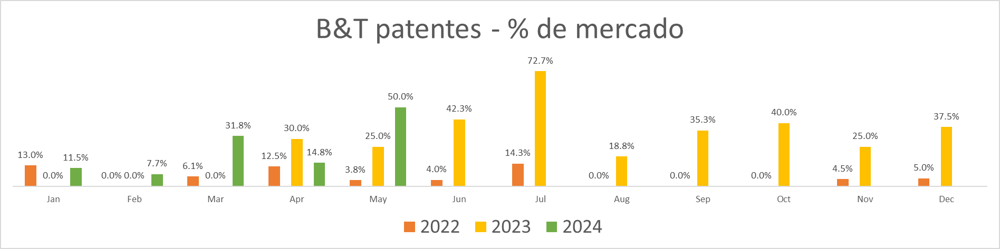 B&T patentes - % de mercado
13.0% 0.0% 11.5%
0.0% 0.0% 7.7%
6.1% 0.0% 31.8%
12.5% 30.0% 14.8%
3.8% 25.0% 50.0%
4.0% 42.3%
14.3% 72.7%
0.0% 18.8%
0.0% 35.3%
0.0% 40.0%
4.5% 25.0%
5.0% 37.5%
Jan Feb Mar Apr May Jun Jul Aug Sep Oct Nov Dec
2022 2023 2024